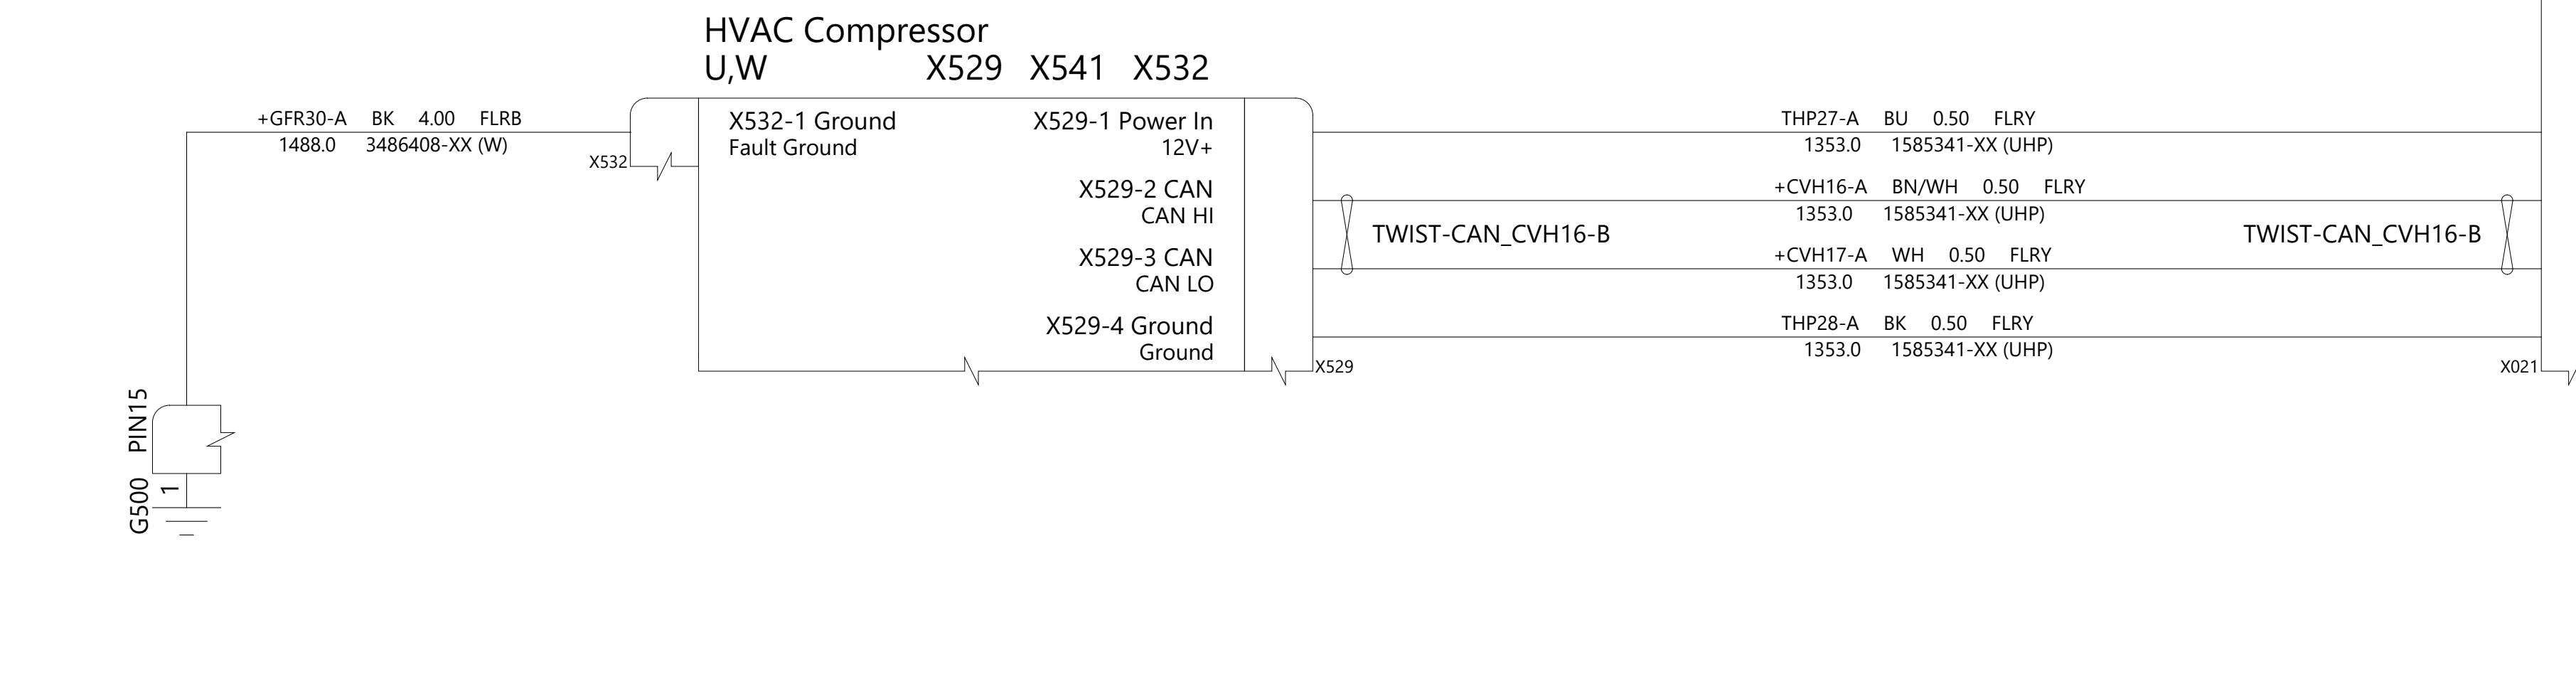 HVAC Compressor
U,W X529 X541 X532
+GFR30-A BK 4.00 FLRB
1488.0 3486408-XX (W)
X532
X532-1 Ground
Fault Ground
X529-1 Power In
12V+
X529-2 CAN
CAN HI
X529-3 CAN
CAN LO
X529-4 Ground
Ground
X529
THP27-A BU 0.50 FLRY
1353.0 1585341-XX (UHP)
+CVH16-A BN/WH 0.50 FLRY
1353.0 1585341-XX (UHP)
TWIST-CAN_CVH16-B
TWIST-CAN_CVH16-B
+CVH17-A WH 0.50 FLRY
1353.0 1585341-XX (UHP)
THP28-A BK 0.50 FLRY
1353.0 1585341-XX (UHP)
X021
G500 PIN15
1